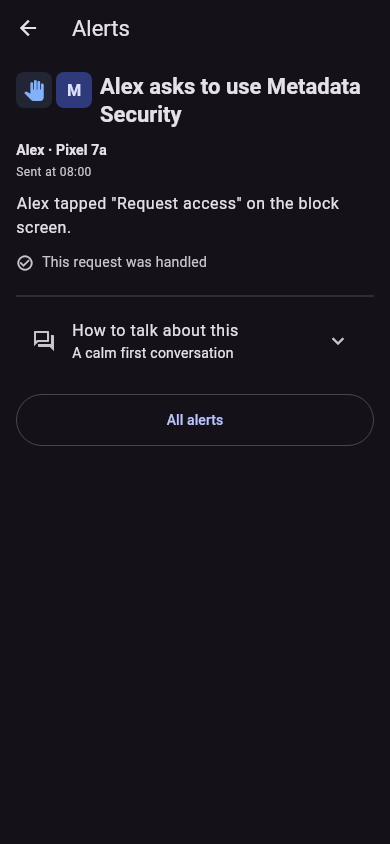 Alerts
M
Alex asks to use Metadata
Security
Alex · Pixel 7a
Sent at 08:00
Alex tapped "Request access" on the block
screen.
This request was handled
How to talk about this
A calm first conversation
All alerts